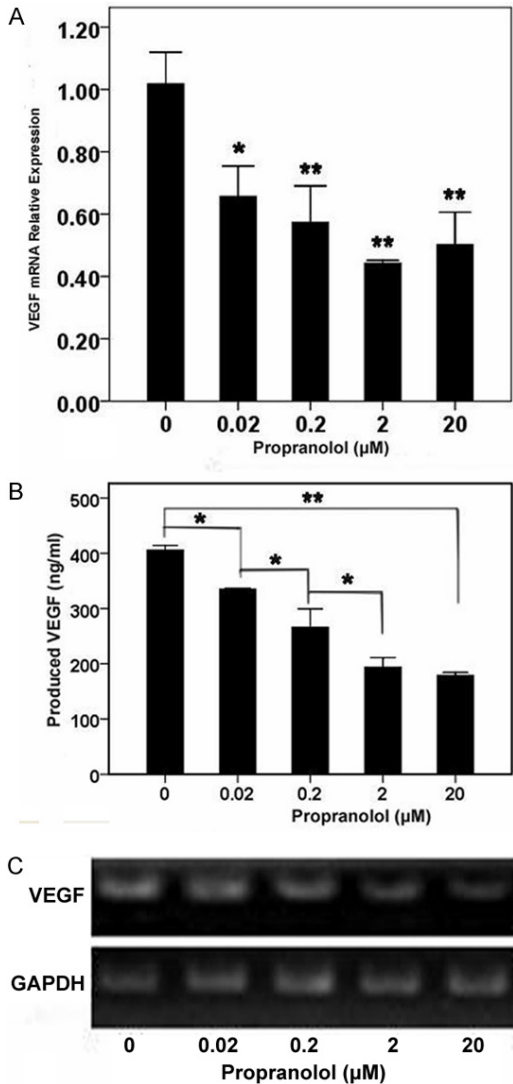 A
VEGF mRNA Relative Expression
1.20
1.00
0.80
0.60
0.40
0.20
0.00
*
**
**
**
0 0.02 0.2 2 20
Propranolol (μM)
B
Produced VEGF (ng/ml)
500
400
300
200
100
0
**
*
*
*
0 0.02 0.2 2 20
Propranolol (μM)
C
VEGF
GAPDH
0 0.02 0.2 2 20
Propranolol (μM)